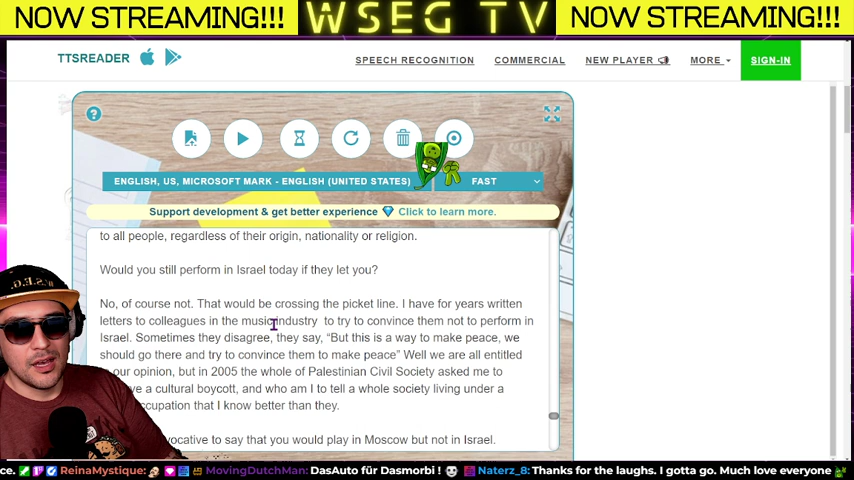 NOW STREAMING!!! WSEG TV NOW STREAMING!!!
TTSREADER SPEECH RECOGNITION COMMERCIAL NEW PLAYER MORE SIGN-IN
?
ENGLISH, US, MICROSOFT MARK - ENGLISH (UNITED STATES) FAST
Support development & get better experience Click to learn more.
to all people, regardless of their origin, nationality or religion.
Would you still perform in Israel today if they let you?
No, of course not. That would be crossing the picket line. I have for years written
letters to colleagues in the music industry to try to convince them not to perform in
Israel. Sometimes they disagree, they say, “But this is a way to make peace, we
should go there and try to convince them to make peace” Well we are all entitled
our opinion, but in 2005 the whole of Palestinian Civil Society asked me to
a cultural boycott, and who am I to tell a whole society living under a
that I know better than they.
to say that you would play in Moscow but not in Israel.
W.S.E.G.
ce. ReinaMystique: MovingDutchMan: DasAuto für Dasmorbi ! Naterz_8: Thanks for the laughs. I gotta go. Much love everyone